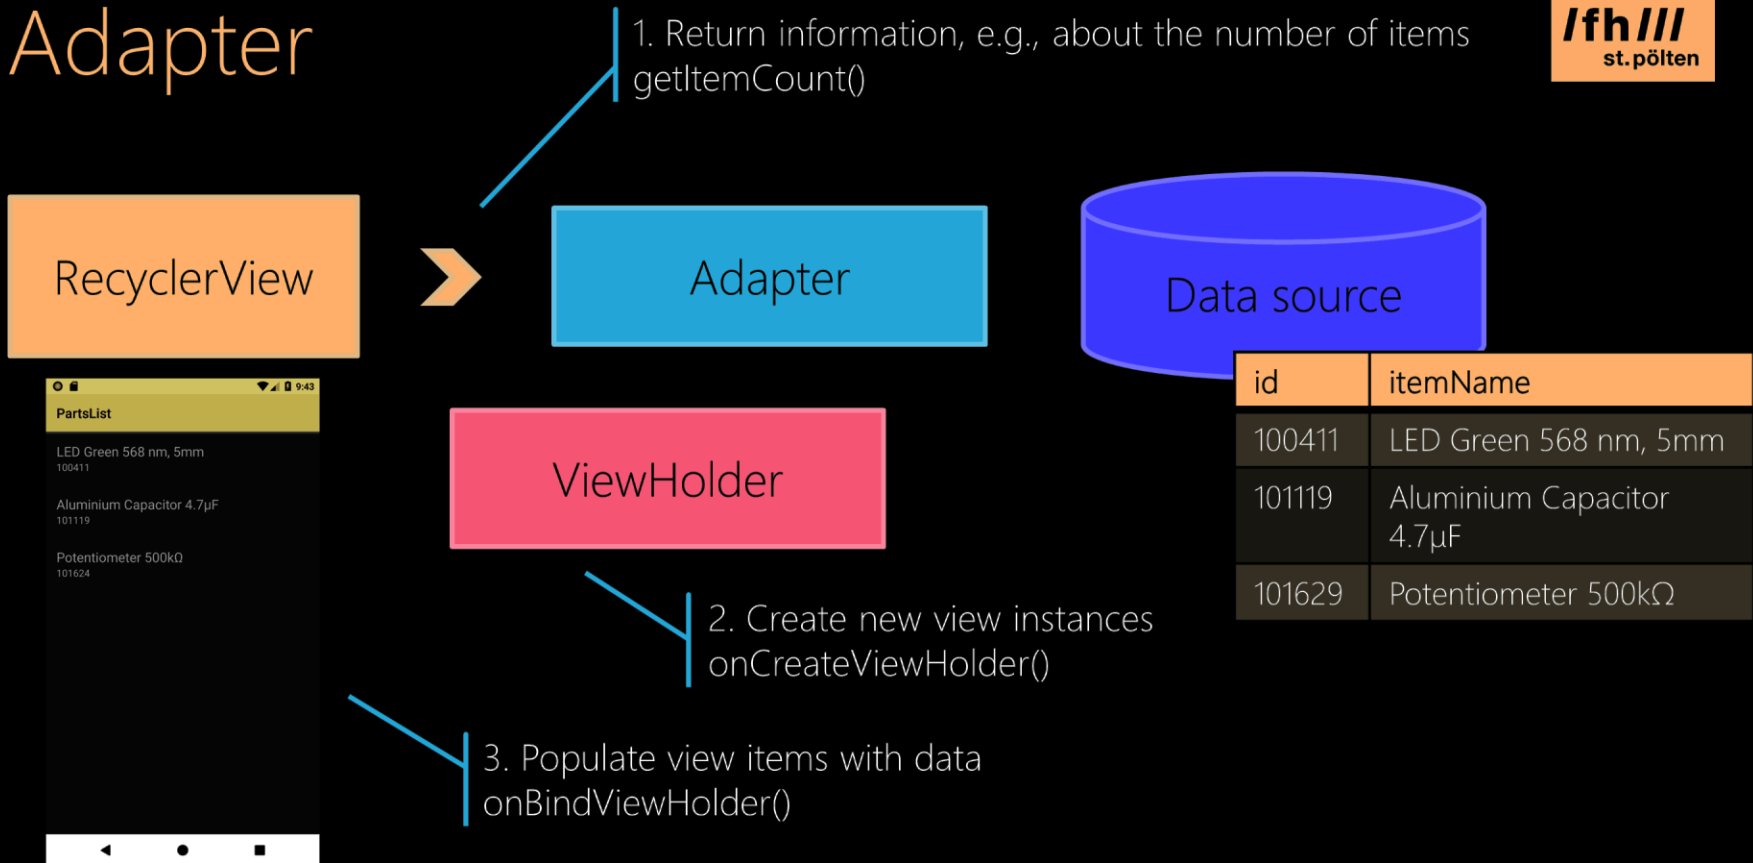 Adapter
1. Return information, e.g., about the number of items
getItemCount()
/fh///
st.pölten
RecyclerView
Adapter
Data source
9:43
PartsList
LED Green 568 nm, 5mm
100411
Aluminium Capacitor 4.7µF
101119
Potentiometer 500kΩ
101624
ViewHolder
id
itemName
100411
LED Green 568 nm, 5mm
101119
Aluminium Capacitor
4.7µF
101629
Potentiometer 500kΩ
2. Create new view instances
onCreateViewHolder()
3. Populate view items with data
onBindViewHolder()